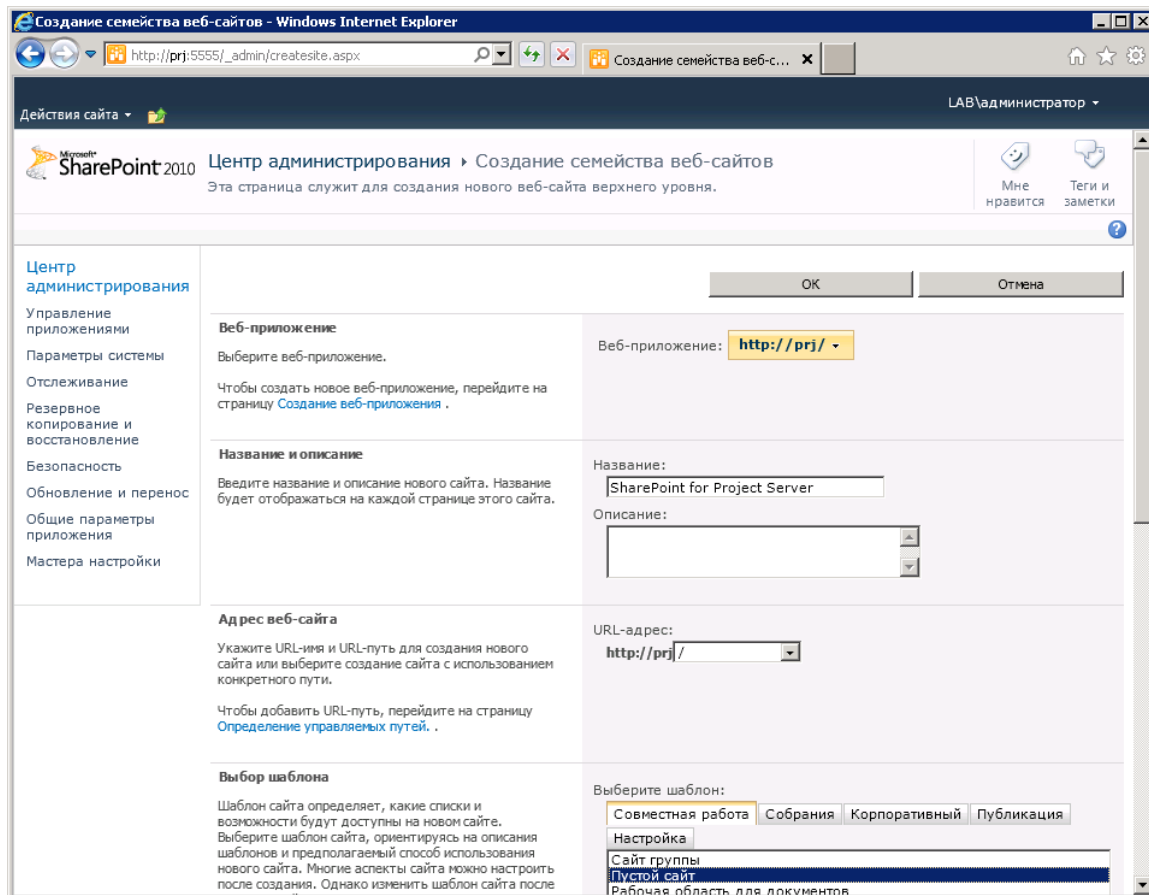 Создание семейства веб-сайтов - Windows Internet Explorer
http://prj:5555/_admin/createsite.aspx
Создание семейства веб-с...
LAB\администратор
Действия сайта
Microsoft
SharePoint 2010
Центр администрирования ▸ Создание семейства веб-сайтов
Эта страница служит для создания нового веб-сайта верхнего уровня.
Мне
нравится
Теги и
заметки
Центр
администрирования
Управление
приложениями
Параметры системы
Отслеживание
Резервное
копирование и
восстановление
Безопасность
Обновление и перенос
Общие параметры
приложения
Мастера настройки
ОК
Отмена
Веб-приложение
Выберите веб-приложение.
Чтобы создать новое веб-приложение, перейдите на
страницу Создание веб-приложения .
Веб-приложение: http://prj/
Название и описание
Введите название и описание нового сайта. Название
будет отображаться на каждой странице этого сайта.
Название:
SharePoint for Project Server
Описание:
Адрес веб-сайта
Укажите URL-имя и URL-путь для создания нового
сайта или выберите создание сайта с использованием
конкретного пути.
Чтобы добавить URL-путь, перейдите на страницу
Определение управляемых путей. .
URL-адрес:
http://prj /
Выбор шаблона
Шаблон сайта определяет, какие списки и
возможности будут доступны на новом сайте.
Выберите шаблон сайта, ориентируясь на описания
шаблонов и предполагаемый способ использования
нового сайта. Многие аспекты сайта можно настроить
после создания. Однако изменить шаблон сайта после
Выберите шаблон:
Совместная работа Собрания Корпоративный Публикация
Настройка
Сайт группы
Пустой сайт
Рабочая область для документов